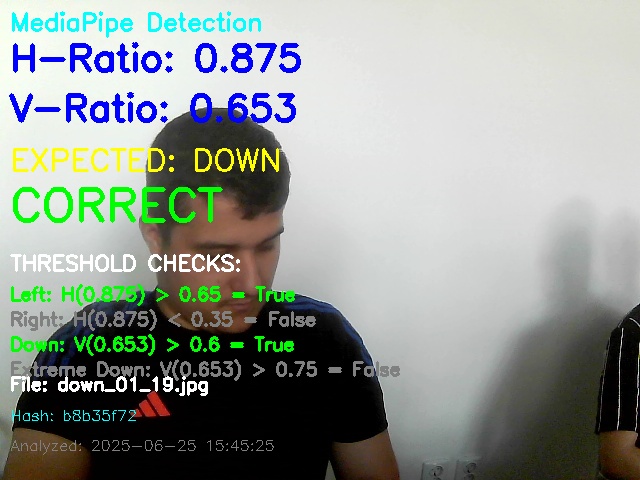 MediaPipe Detection
H-Ratio: 0.875
V-Ratio: 0.653
EXPECTED: DOWN
CORRECT
THRESHOLD CHECKS:
Left: H(0.875) > 0.65 = True
Right: H(0.875) < 0.35 = False
Down: V(0.653) > 0.6 = True
Extreme Down: V(0.653) > 0.75 = False
File: down_01_19.jpg
Hash: b8b35f72
Analyzed: 2025-06-25 15:45:25